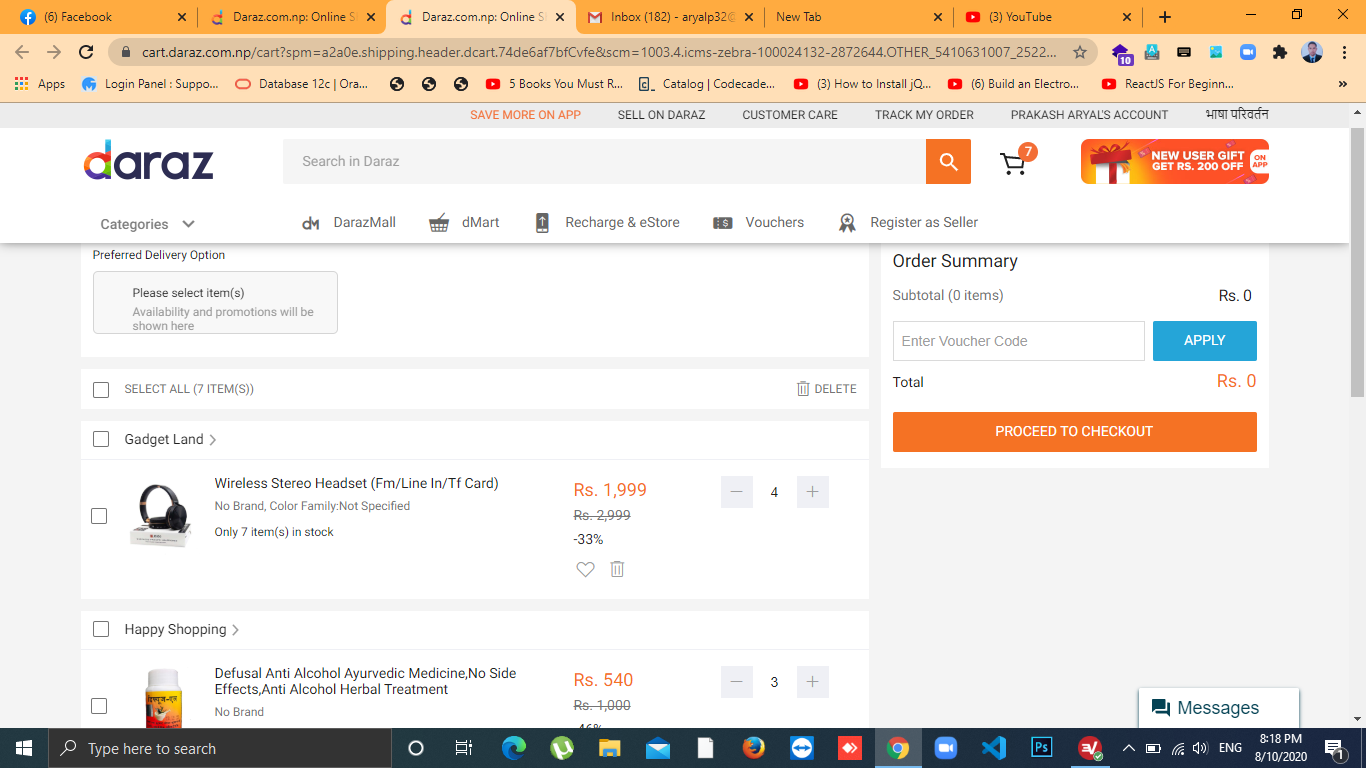 (6) Facebook
Daraz.com.np: Online S
Daraz.com.np: Online S
Inbox (182) - aryalp32@
New Tab
(3) YouTube
cart.daraz.com.np/cart?spm=a2a0e.shipping.header.dcart.74de6af7bfCvfe&scm=1003.4.icms-zebra-100024132-2872644.OTHER_5410631007_2522...
10
Apps
Login Panel : Suppo...
Database 12c | Ora...
5 Books You Must R...
Catalog | Codecade...
(3) How to Install jQ...
(6) Build an Electro...
ReactJS For Beginn...
SAVE MORE ON APP
SELL ON DARAZ
CUSTOMER CARE
TRACK MY ORDER
PRAKASH ARYAL'S ACCOUNT
भाषा परिवर्तन
daraz
Search in Daraz
7
NEW USER GIFT
GET RS. 200 OFF
ON
APP
Categories
DarazMall
dMart
Recharge & eStore
Vouchers
Register as Seller
Preferred Delivery Option
Please select item(s)
Availability and promotions will be
shown here
SELECT ALL (7 ITEM(S))
DELETE
Gadget Land
Wireless Stereo Headset (Fm/Line In/Tf Card)
No Brand, Color Family:Not Specified
Only 7 item(s) in stock
Rs. 1,999
Rs. 2,999
-33%
4
Happy Shopping
Defusal Anti Alcohol Ayurvedic Medicine,No Side
Effects,Anti Alcohol Herbal Treatment
No Brand
Rs. 540
Rs. 1,000
-46%
3
Order Summary
Subtotal (0 items)
Rs. 0
Enter Voucher Code
APPLY
Total
Rs. 0
PROCEED TO CHECKOUT
Messages
Type here to search
Ps
ENG
8:18 PM
8/10/2020
1